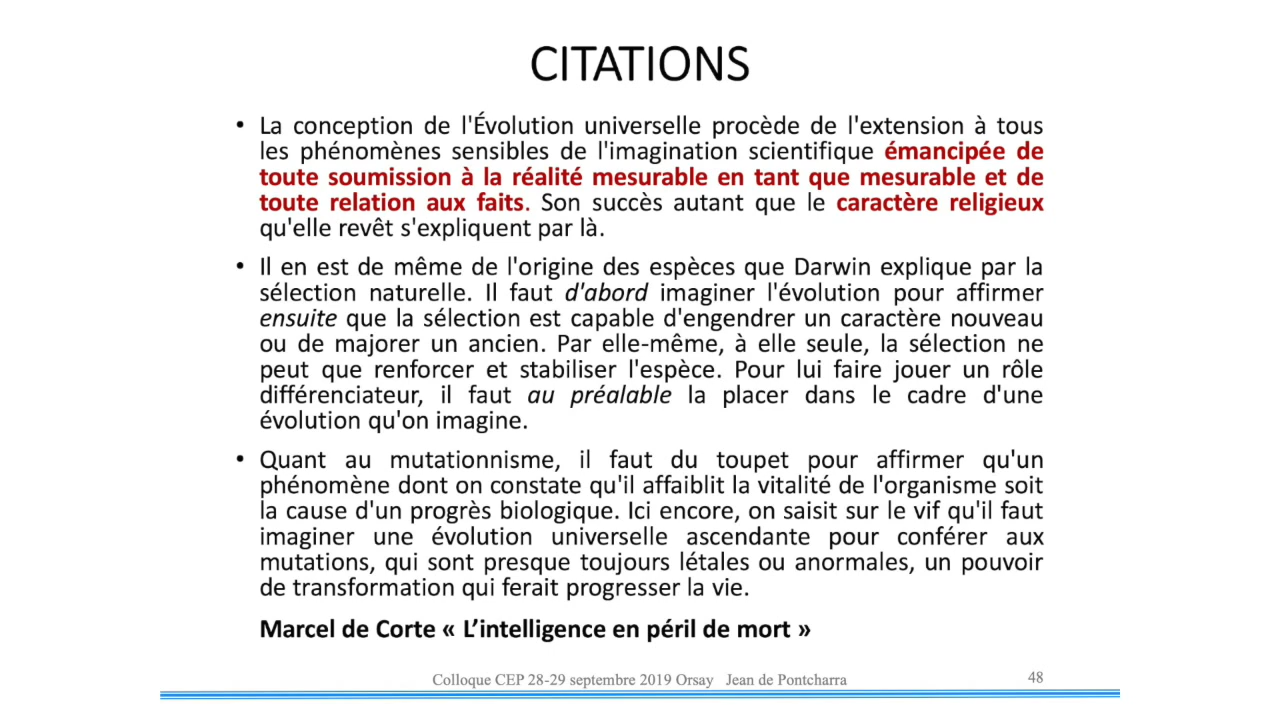 CITATIONS
• La conception de l'Évolution universelle procède de l'extension à tous
les phénomènes sensibles de l'imagination scientifique émancipée de
toute soumission à la réalité mesurable en tant que mesurable et de
toute relation aux faits. Son succès autant que le caractère religieux
qu'elle revêt s'expliquent par là.
• Il en est de même de l'origine des espèces que Darwin explique par la
sélection naturelle. Il faut d'abord imaginer l'évolution pour affirmer
ensuite que la sélection est capable d'engendrer un caractère nouveau
ou de majorer un ancien. Par elle-même, à elle seule, la sélection ne
peut que renforcer et stabiliser l'espèce. Pour lui faire jouer un rôle
différenciateur, il faut au préalable la placer dans le cadre d'une
évolution qu'on imagine.
• Quant au mutationnisme, il faut du toupet pour affirmer qu'un
phénomène dont on constate qu'il affaiblit la vitalité de l'organisme soit
la cause d'un progrès biologique. Ici encore, on saisit sur le vif qu'il faut
imaginer une évolution universelle ascendante pour conférer aux
mutations, qui sont presque toujours létales ou anormales, un pouvoir
de transformation qui ferait progresser la vie.
Marcel de Corte « L’intelligence en péril de mort »
Colloque CEP 28-29 septembre 2019 Orsay Jean de Pontcharra
48